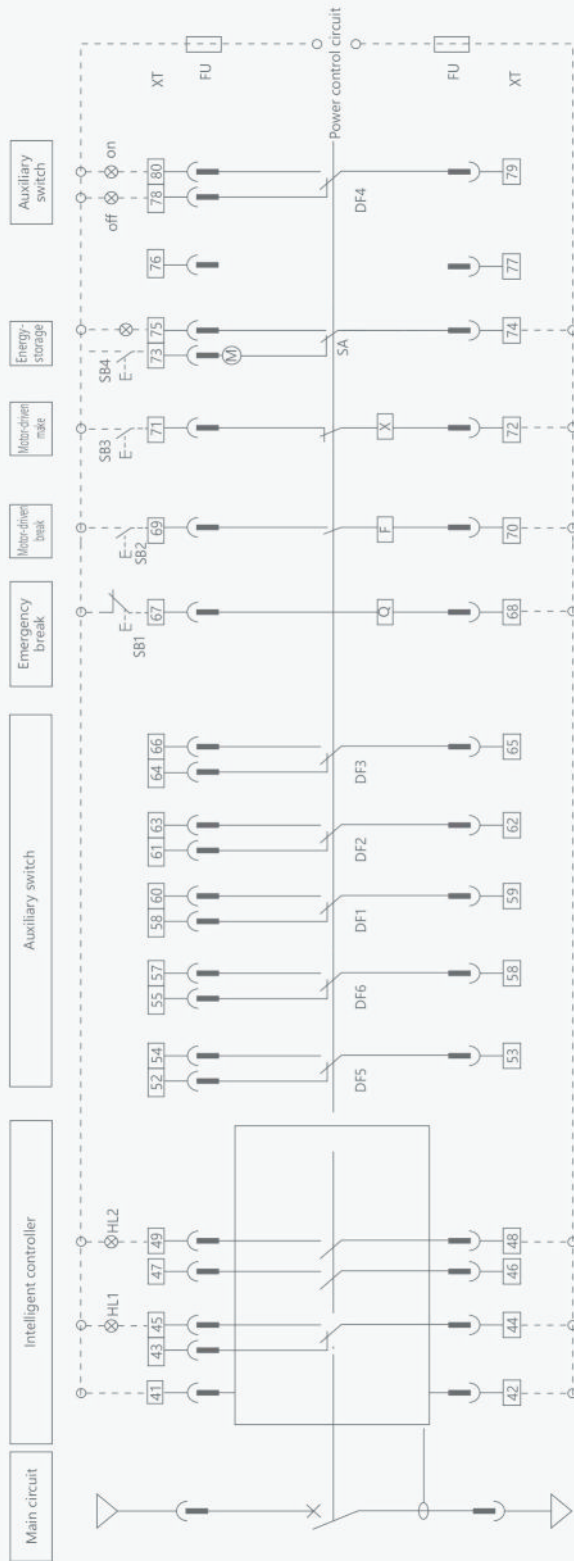 Main circuit
Intelligent controller
Auxiliary switch
Emergency
break
Motor-driven
break
Motor-driven
make
Energy-
storage
Auxiliary
switch
HL1
HL2
SB1
SB2
SB3
SB4
off
on
XT
41
43
45
47
49
52
54
55
57
58
60
61
63
64
66
67
69
71
73
75
76
78
80
FU
M
DF5
DF6
DF1
DF2
DF3
SA
DF4
Power control circuit
Q
F
X
FU
42
44
46
48
53
58
59
62
65
68
70
72
74
77
79
XT